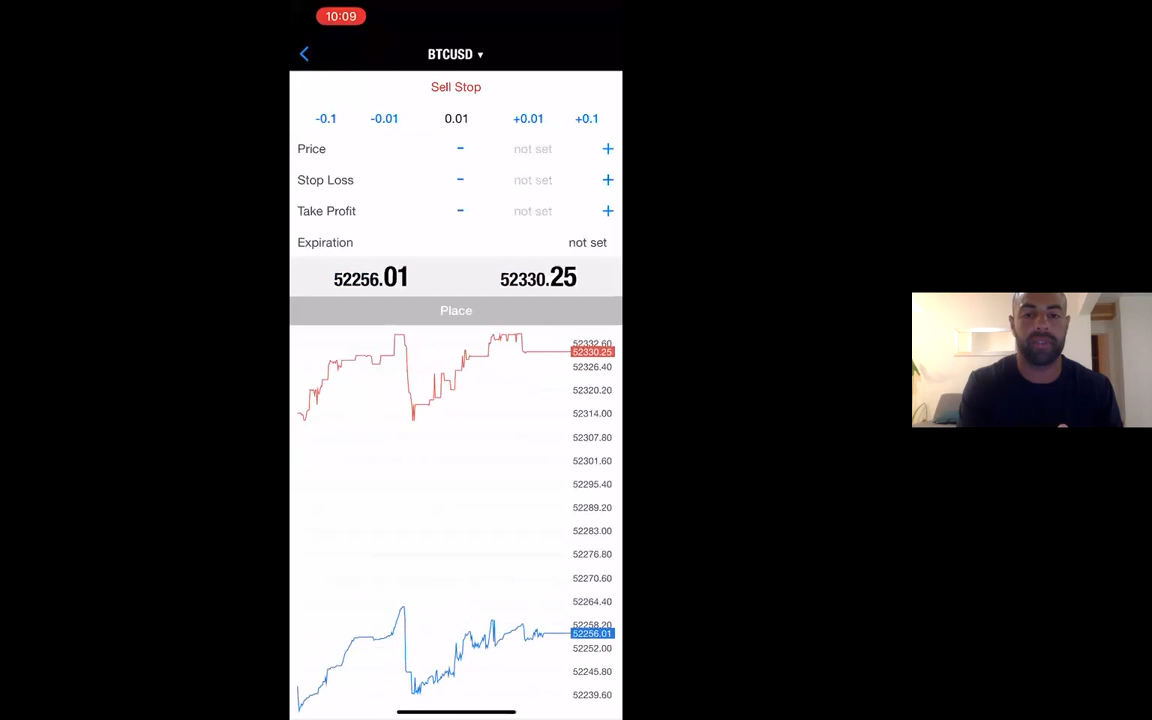 10:09
BTCUSD ▾
Sell Stop
-0.1 -0.01 0.01 +0.01 +0.1
Price - not set +
Stop Loss - not set +
Take Profit - not set +
Expiration not set
52256.01 52330.25
Place
52332.60
52330.25
52326.40
52320.20
52314.00
52307.80
52301.60
52295.40
52289.20
52283.00
52276.80
52270.60
52264.40
52258.20
52256.01
52252.00
52245.80
52239.60